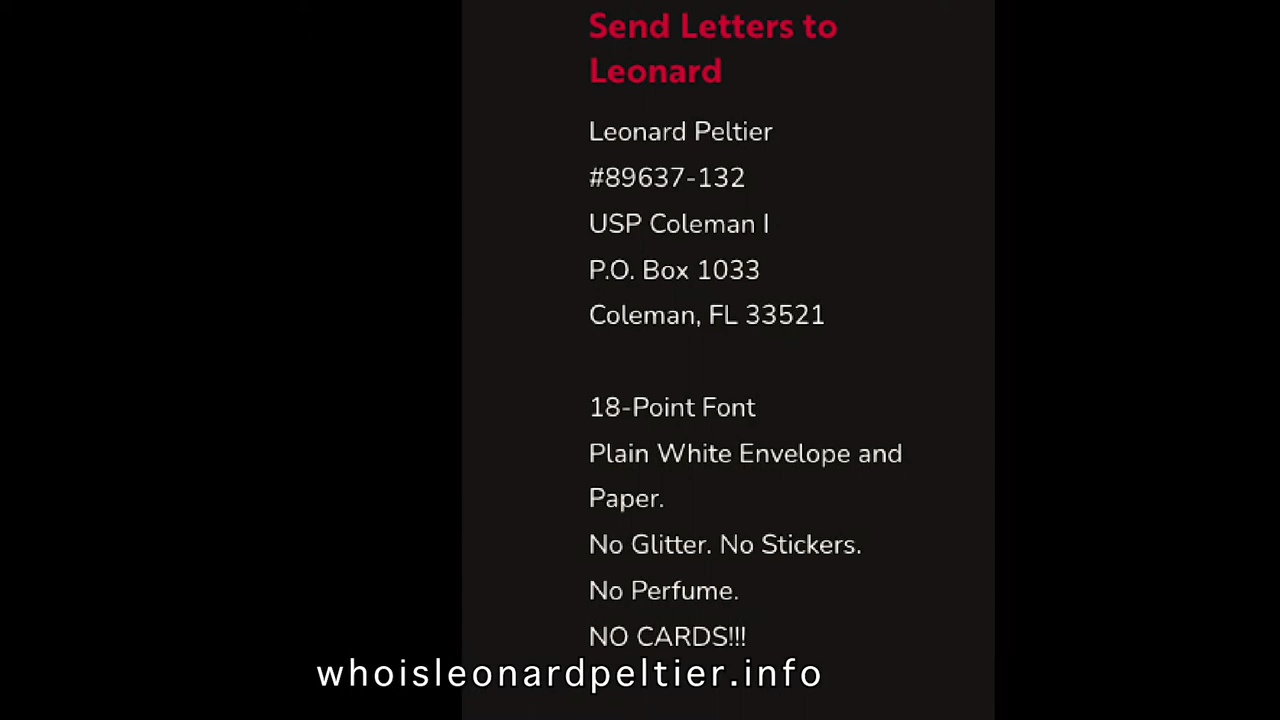 Send Letters to
Leonard
Leonard Peltier
#89637-132
USP Coleman I
P.O. Box 1033
Coleman, FL 33521
18-Point Font
Plain White Envelope and
Paper.
No Glitter. No Stickers.
No Perfume.
NO CARDS!!!
whoisleonardpeltier.info